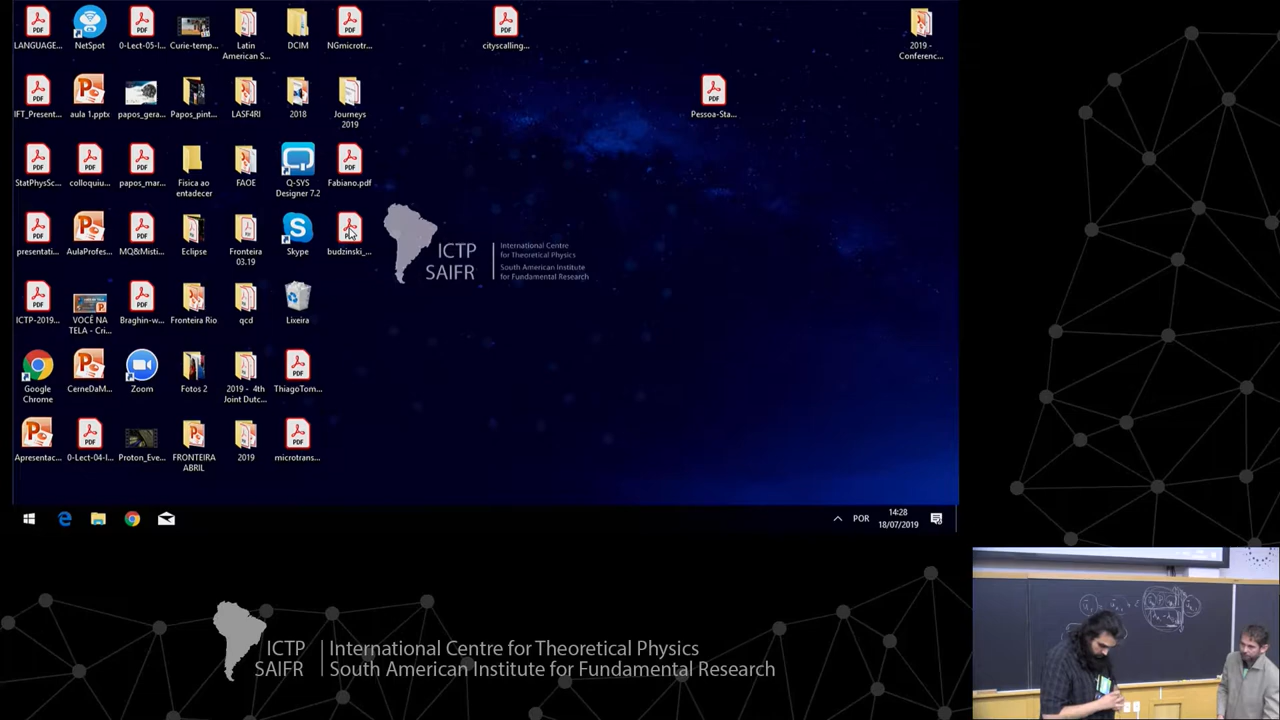 LANGUAGE...
NetSpot
0-Lect-05-I...
Curie-temp...
Latin
American S...
DCIM
NGmicrotr...
cityscalling...
2019 -
Conferenc...
IFT_Present...
aula 1.pptx
papos_gera...
Papos_pint...
LASF4RI
2018
Journeys
2019
Pessoa-Sta...
StatPhysSc...
colloquiu...
papos_mar...
Fisica ao
entadecer
FAOE
Q-SYS
Designer 7.2
Fabiano.pdf
presentati...
AulaProfes...
MQ&Misti...
Eclipse
Fronteira
03.19
Skype
budzinski_...
ICTP
SAIFR
International Centre
for Theoretical Physics
South American Institute
for Fundamental Research
ICTP-2019...
VOCÊ NA
TELA - Cri...
Braghin-w...
Fronteira Rio
qcd
Lixeira
Google
Chrome
CerneDaM...
Zoom
Fotos 2
2019 - 4th
Joint Dutc...
ThiagoTom...
Apresentac...
0-Lect-04-I...
Proton_Eve...
FRONTEIRA
ABRIL
2019
microtrans...
POR
14:28
18/07/2019
ICTP
SAIFR
International Centre for Theoretical Physics
South American Institute for Fundamental Research